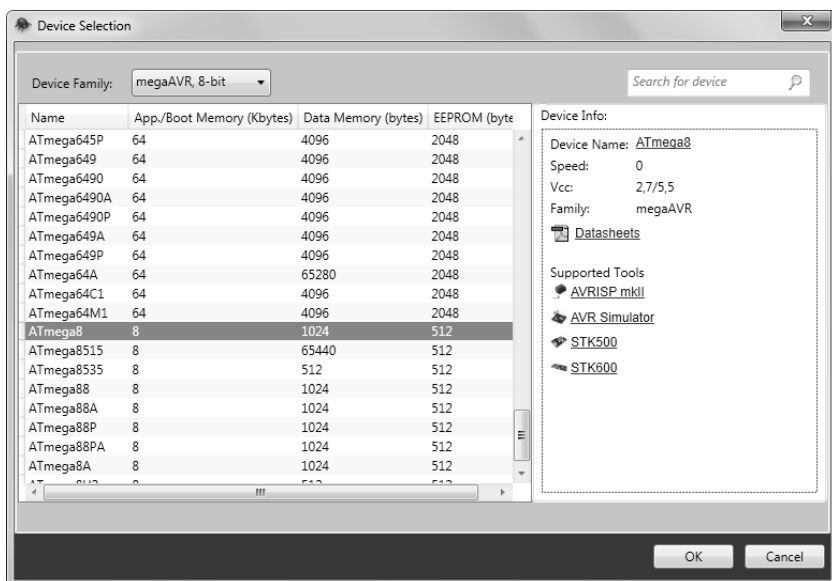 Device Selection
Device Family: megaAVR, 8-bit
Search for device
Name App./Boot Memory (Kbytes) Data Memory (bytes) EEPROM (byte
ATmega645P 64 4096 2048
ATmega649 64 4096 2048
ATmega6490 64 4096 2048
ATmega6490A 64 4096 2048
ATmega6490P 64 4096 2048
ATmega649A 64 4096 2048
ATmega649P 64 4096 2048
ATmega64A 64 65280 2048
ATmega64C1 64 4096 2048
ATmega64M1 64 4096 2048
ATmega8 8 1024 512
ATmega8515 8 65440 512
ATmega8535 8 512 512
ATmega88 8 1024 512
ATmega88A 8 1024 512
ATmega88P 8 1024 512
ATmega88PA 8 1024 512
ATmega8A 8 1024 512
Device Info:
Device Name: ATmega8
Speed: 0
Vcc: 2,7/5,5
Family: megaAVR
Datasheets
Supported Tools
AVRISP mkII
AVR Simulator
STK500
STK600
OK Cancel